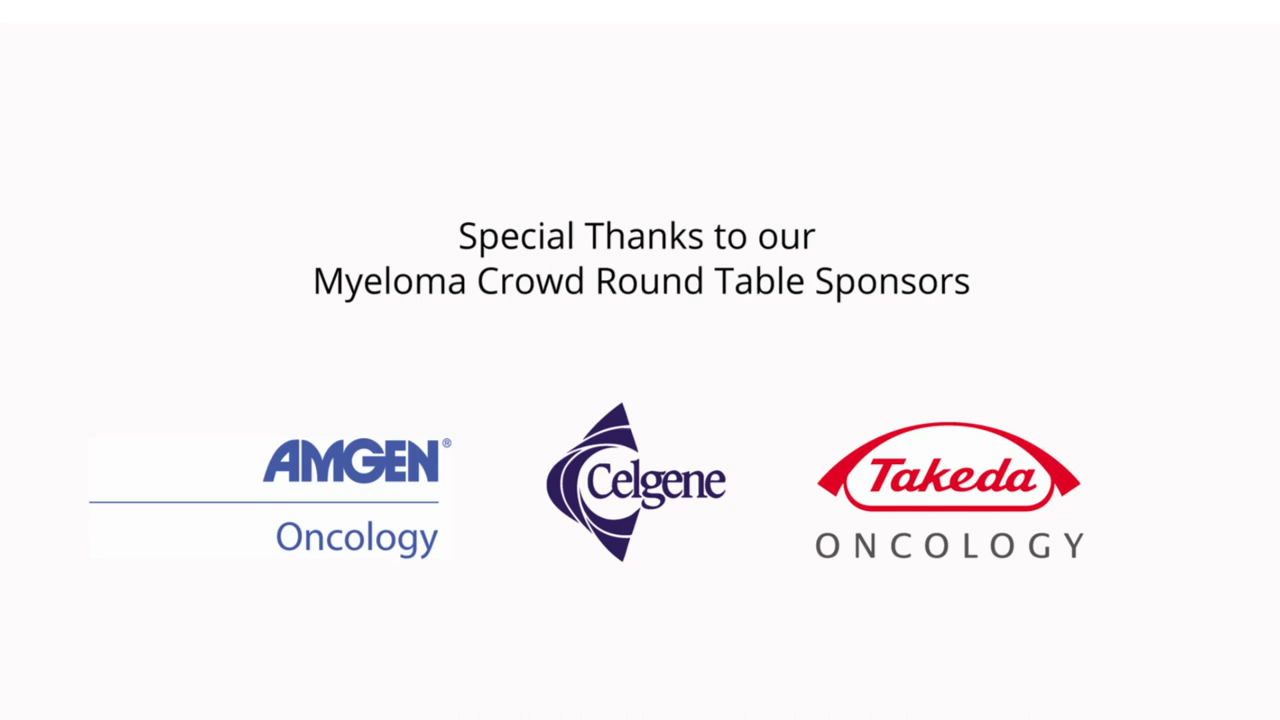 Special Thanks to our
Myeloma Crowd Round Table Sponsors
AMGEN®
Oncology
Celgene
Takeda
ONCOLOGY